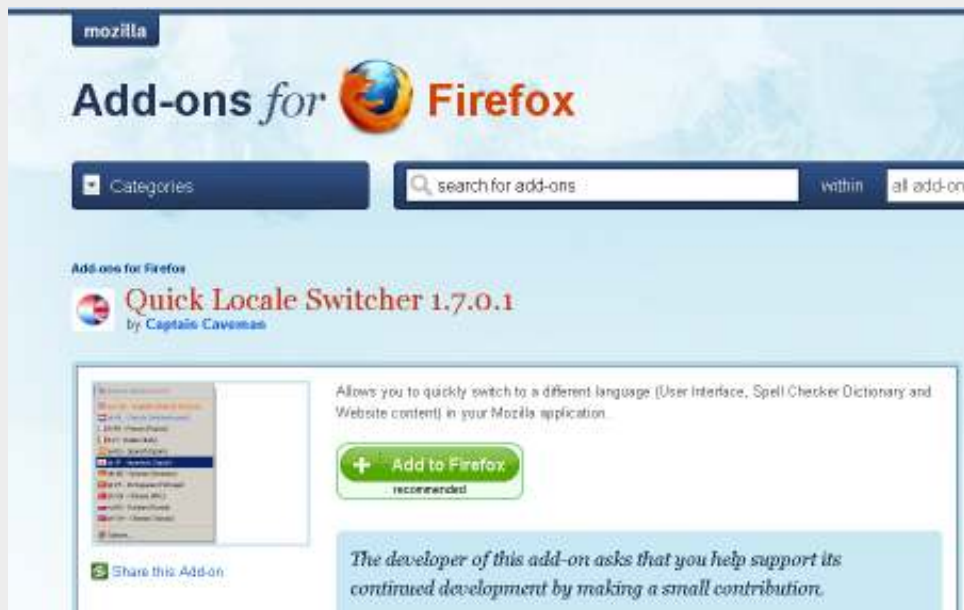 mozilla
Add-ons for Firefox
Categories
search for add-ons
within
all add-on
Add-ons for Firefox
Quick Locale Switcher 1.7.0.1
by Captain Caveman
Allows you to quickly switch to a different language (User Interface, Spell Checker Dictionary and
Website content) in your Mozilla application.
Add to Firefox
recommended
Share this Add-on
The developer of this add-on asks that you help support its
continued development by making a small contribution.